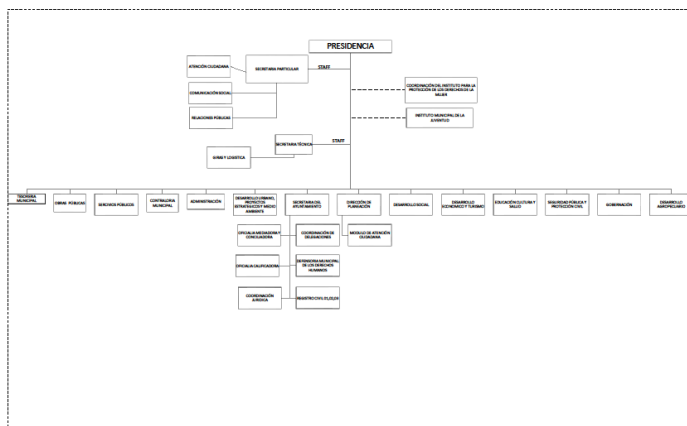 PRESIDENCIA
ATENCIÓN CIUDADANA
SECRETARIA PARTICULAR
STAFF
COMUNICACIÓN SOCIAL
COORDINACIÓN DEL INSTITUTO PARA LA
PROTECCIÓN DE LOS DERECHOS DE LA
MUJER
RELACIONES PÚBLICAS
INSTITUTO MUNICIPAL DE LA
JUVENTUD
SECRETARIA TÉCNICA
STAFF
Y LOGÍSTICA
TESORERIA
MUNICIPAL
OBRAS PÚBLICAS
SERVICIOS PÚBLICOS
CONTRALORIA
MUNICIPAL
ADMINISTRACIÓN
DESARROLLO URBANO,
PROYECTOS
ESTRATEGICOS Y MEDIO
AMBIENTE
SECRETARIA DEL
AYUNTAMIENTO
DIRECCIÓN DE
PLANEACIÓN
DESARROLLO SOCIAL
DESARROLLO
ECONOMICO Y TURISMO
EDUCACIÓN CULTURA Y
SALUD
SEGURIDAD PÚBLICA Y
PROTECCIÓN CIVIL
GOBERNACIÓN
DESARROLLO
AGROPECUARIO
OFICIALIA MEDIADORA Y
CONCILIADORA
COORDINACIÓN DE
DELEGACIONES
MODULO DE ATENCIÓN
CIUDADANA
OFICIALIA CALIFICADORA
DEFENSORIA MUNICIPAL
DE LOS DERECHOS
HUMANOS
COORDINACIÓN
JURIDICA
REGISTRO CIVIL 01,02,03